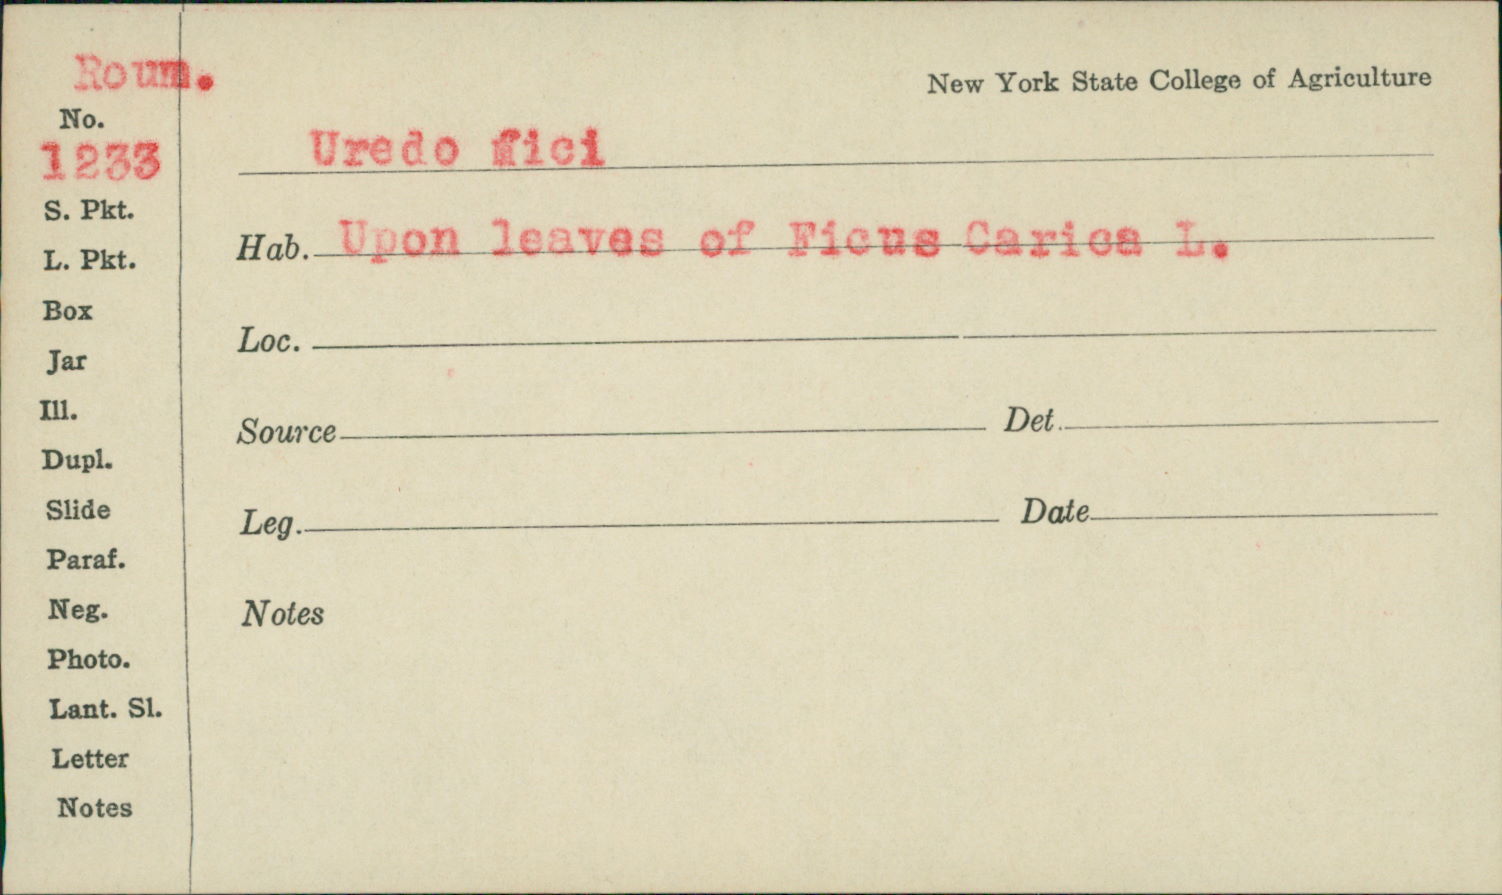 Roum.
New York State College of Agriculture
No.
1233
Uredo fici
S. Pkt.
Hab. Upon leaves of Ficus Carica L.
L. Pkt.
Box
Loc.
Jar
Ill.
Source Det.
Dupl.
Slide
Leg. Date
Paraf.
Neg.
Notes
Photo.
Lant. Sl.
Letter
Notes